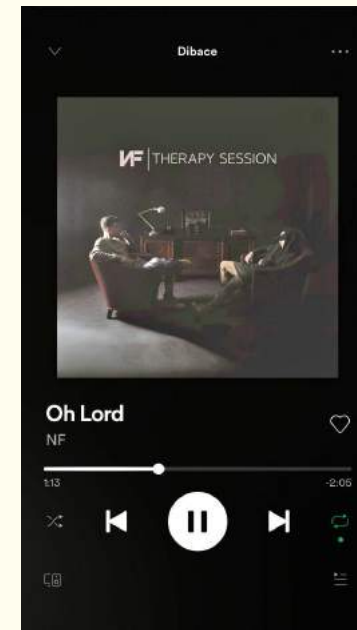 Dibace
NF THERAPY SESSION
Oh Lord
NF
1:13 -2:05